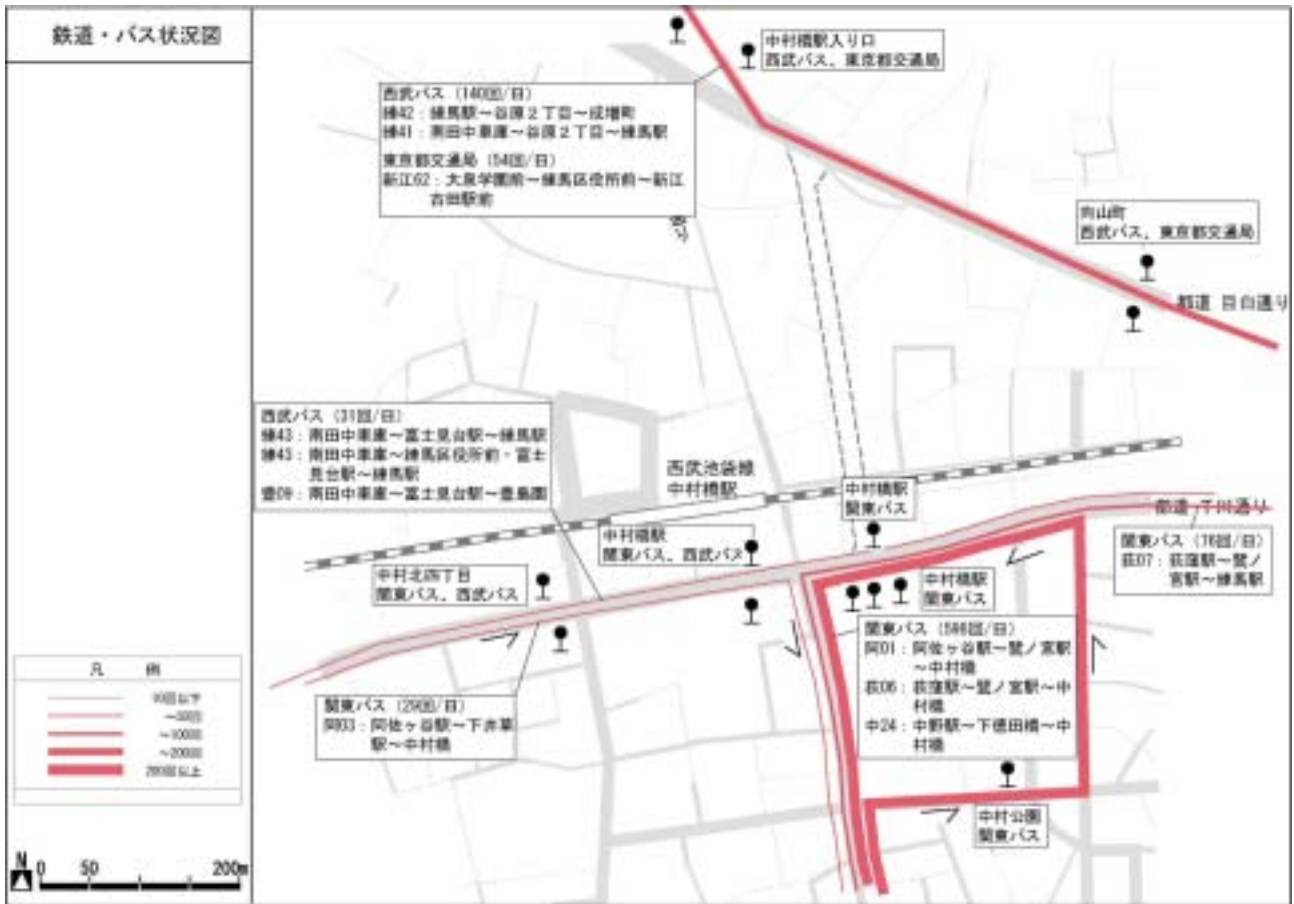 鉄道・バス状況図
中村橋駅入り口
西武バス、東京都交通局
西武バス（140回/日）
練42：練馬駅～谷原２丁目～成増町
練41：南田中車庫～谷原２丁目～練馬駅
東京都交通局（54回/日）
新江62：大泉学園前～練馬区役所前～新江
古田駅前
向山町
西武バス、東京都交通局
都道 目白通り
西武バス（31回/日）
練43：南田中車庫～富士見台駅～練馬駅
練43：南田中車庫～練馬区役所前・富士
見台駅～練馬駅
豊09：南田中車庫～富士見台駅～豊島園
西武池袋線
中村橋駅
中村橋駅
関東バス
都道 千川通り
中村橋駅
関東バス、西武バス
関東バス（76回/日）
荻07：荻窪駅～鷺ノ
宮駅～練馬駅
中村北四丁目
関東バス、西武バス
中村橋駅
関東バス
関東バス（598回/日）
阿01：阿佐ヶ谷駅～鷺ノ宮駅
～中村橋
荻06：荻窪駅～鷺ノ宮駅～中
村橋
中24：中野駅～下徳田橋～中
村橋
関東バス（29回/日）
阿03：阿佐ヶ谷駅～下井草
駅～中村橋
中村公園
関東バス
凡 例
～100回
～200回
200回以上
N 0 50 200m